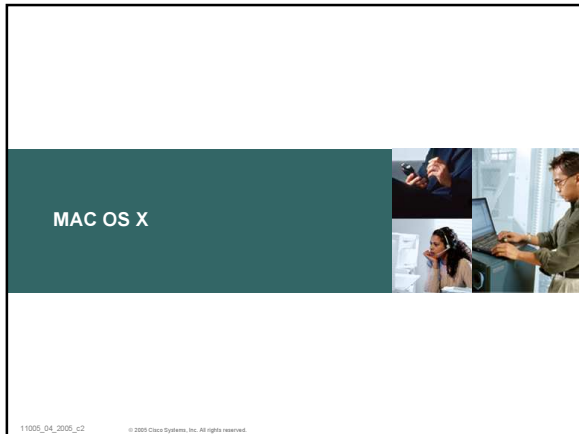 MAC OS X
11005_04_2005_c2 © 2005 Cisco Systems, Inc. All rights reserved.